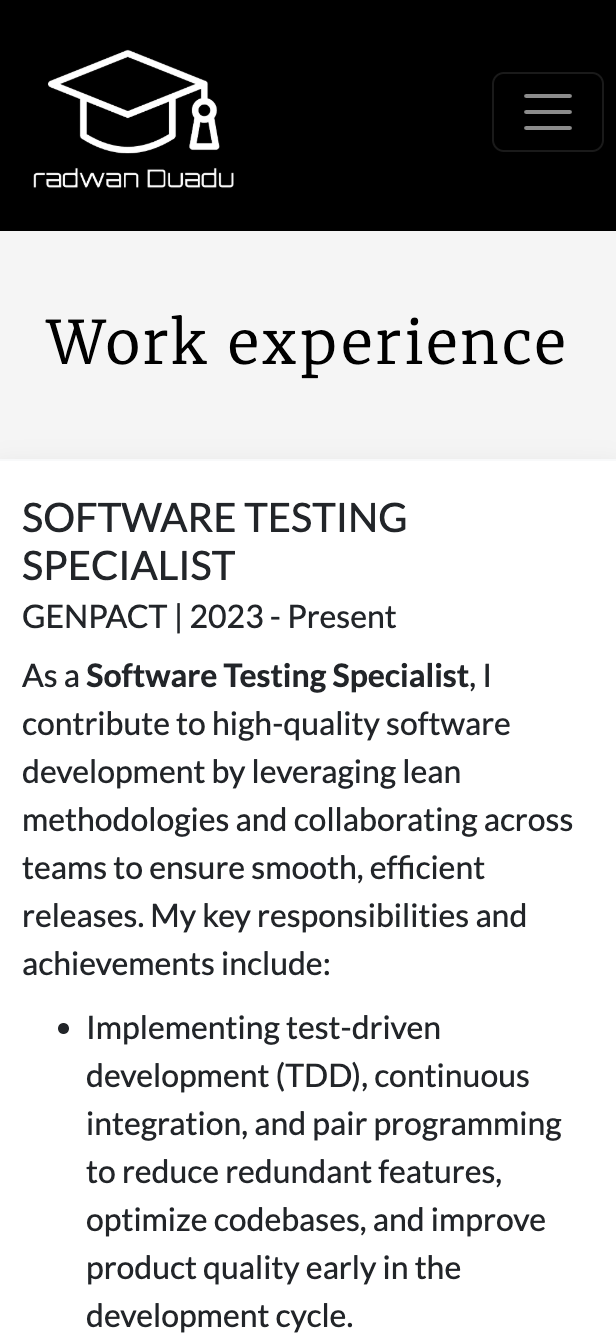 radwan Duadu
Work experience
SOFTWARE TESTING
SPECIALIST
GENPACT | 2023 - Present
As a Software Testing Specialist, I
contribute to high-quality software
development by leveraging lean
methodologies and collaborating across
teams to ensure smooth, efficient
releases. My key responsibilities and
achievements include:
• Implementing test-driven
development (TDD), continuous
integration, and pair programming
to reduce redundant features,
optimize codebases, and improve
product quality early in the
development cycle.